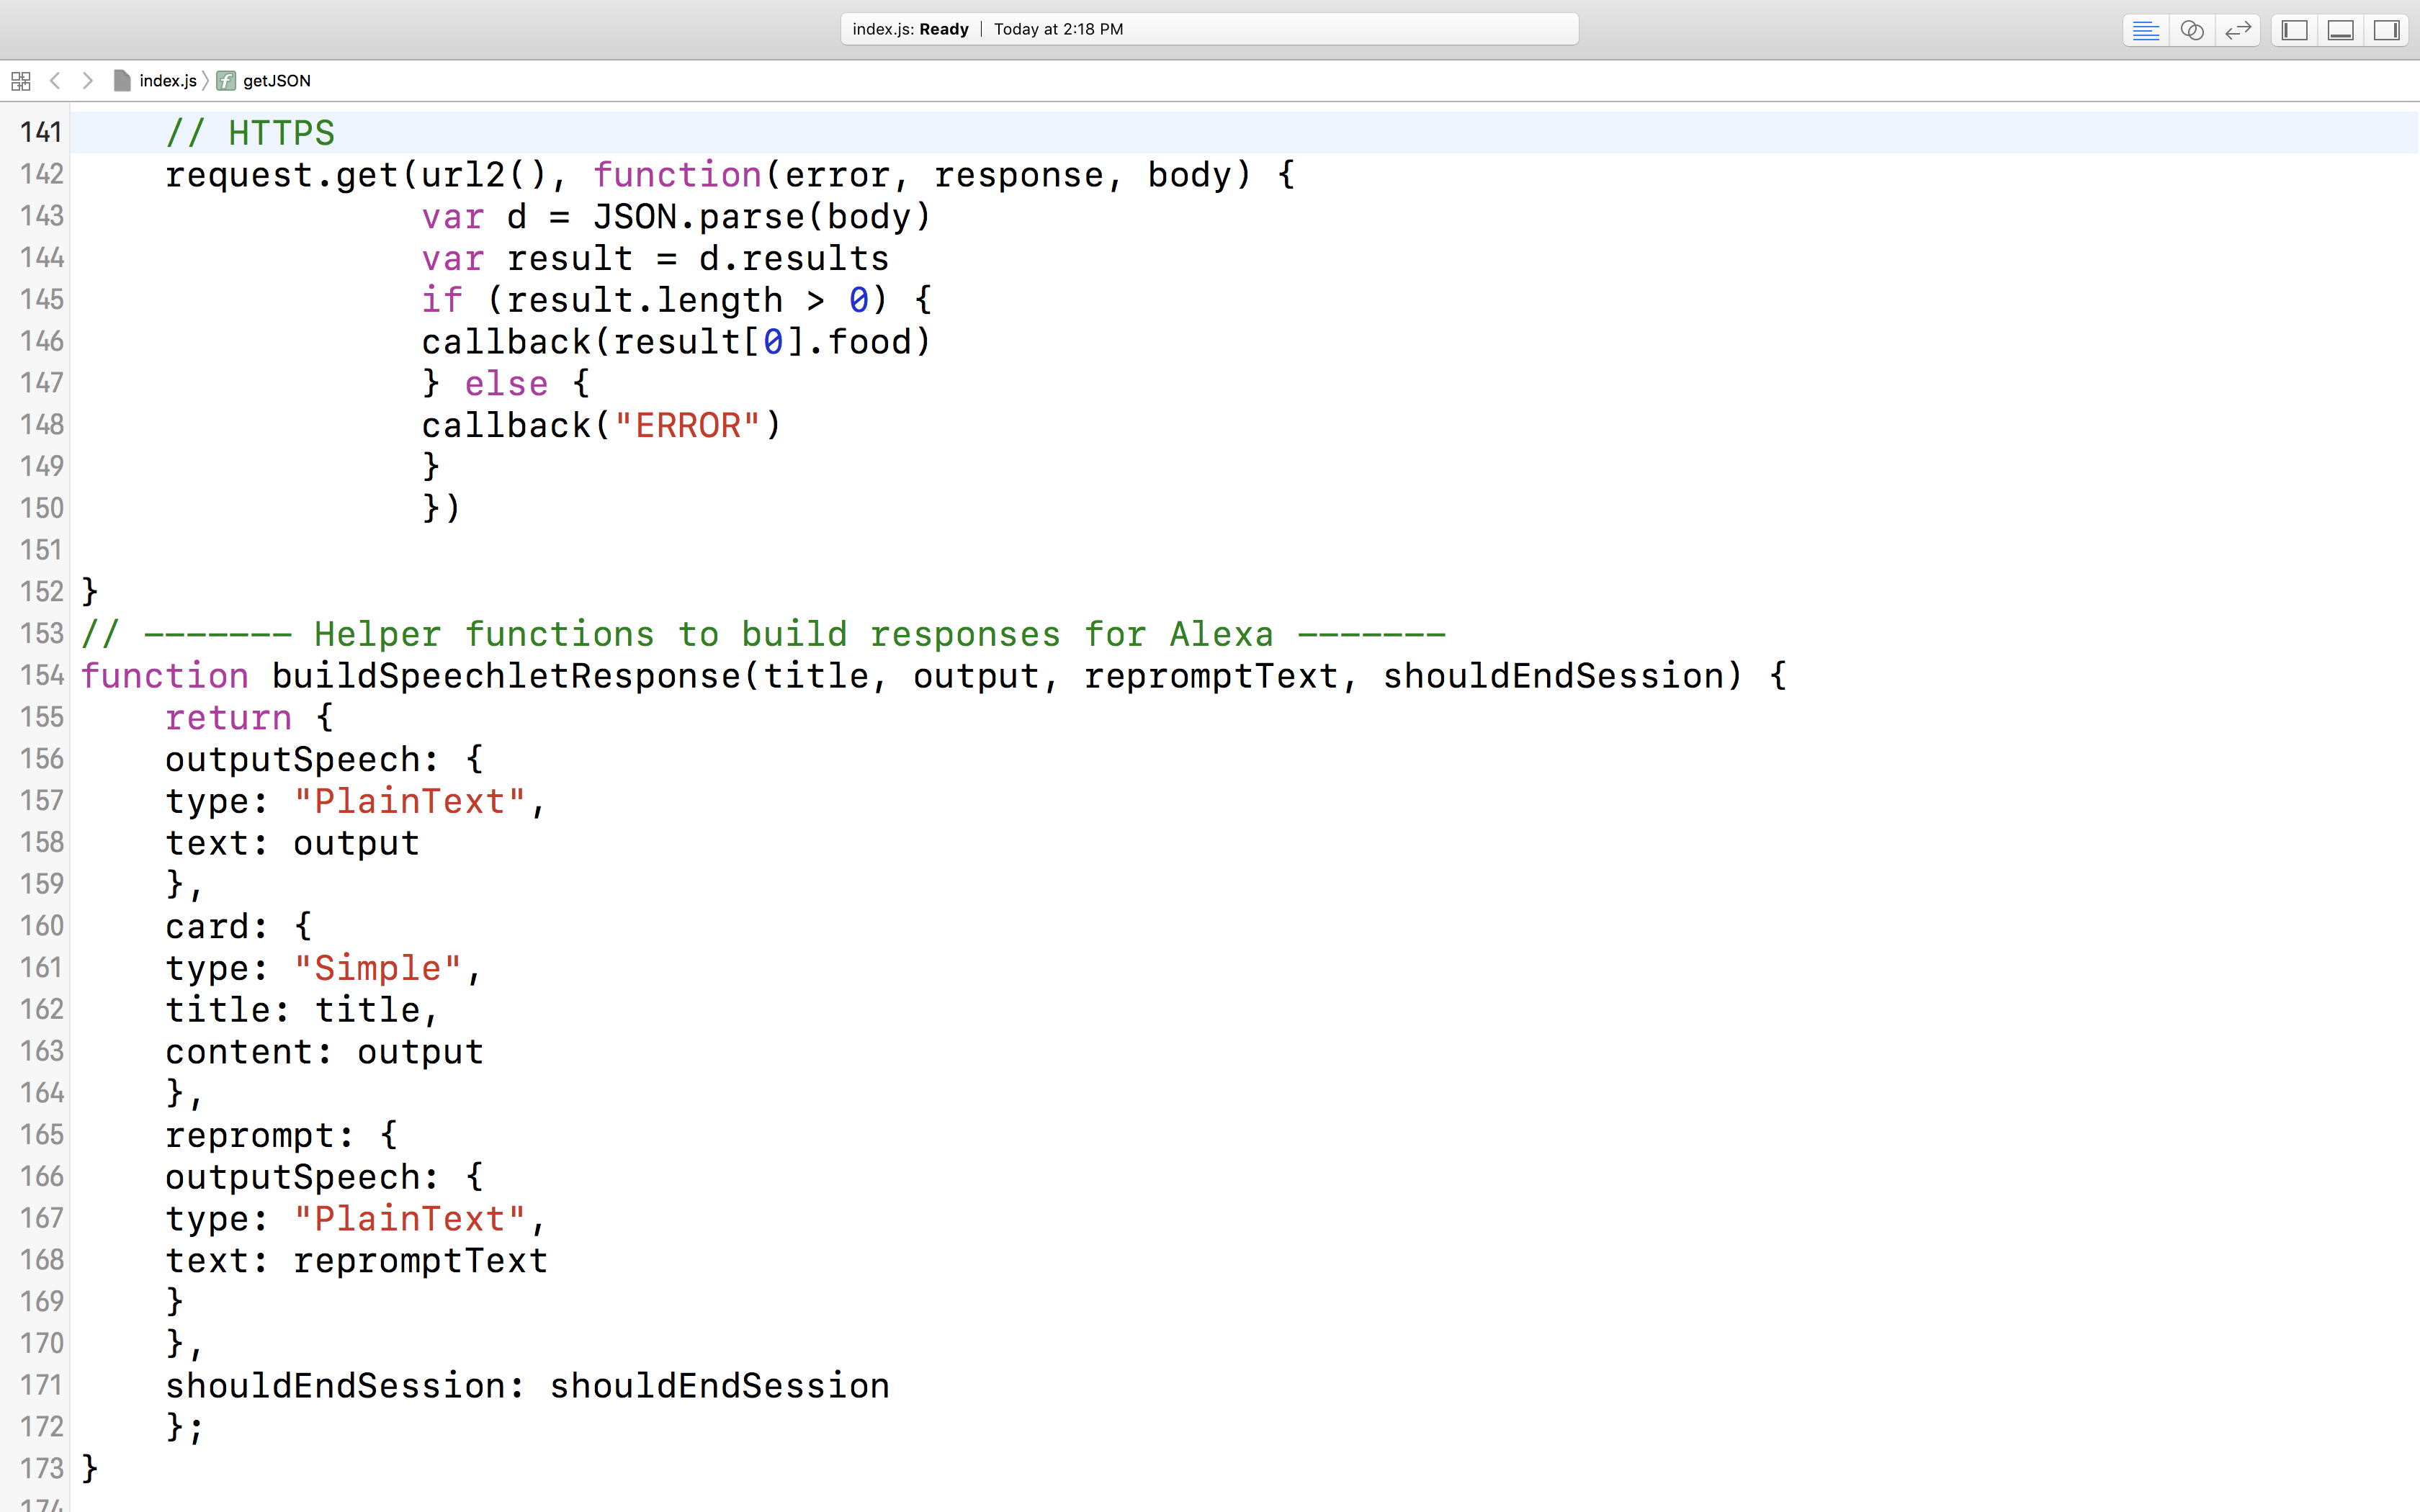 index.js: Ready | Today at 2:18 PM
index.js 〉 f getJSON
141     // HTTPS
142     request.get(url2(), function(error, response, body) {
143                 var d = JSON.parse(body)
144                 var result = d.results
145                 if (result.length > 0) {
146                 callback(result[0].food)
147                 } else {
148                 callback("ERROR")
149                 }
150                 })
151
152 }
153 // ------- Helper functions to build responses for Alexa -------
154 function buildSpeechletResponse(title, output, repromptText, shouldEndSession) {
155     return {
156     outputSpeech: {
157     type: "PlainText",
158     text: output
159     },
160     card: {
161     type: "Simple",
162     title: title,
163     content: output
164     },
165     reprompt: {
166     outputSpeech: {
167     type: "PlainText",
168     text: repromptText
169     }
170     },
171     shouldEndSession: shouldEndSession
172     };
173 }
174